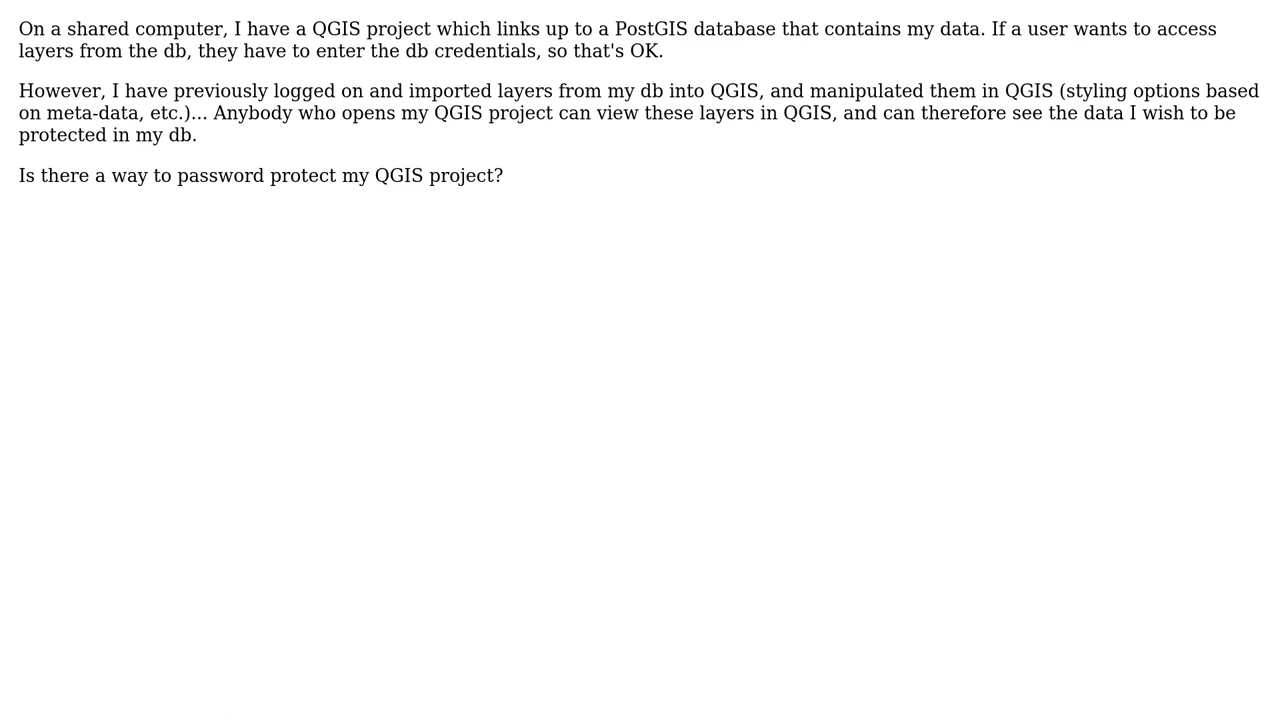 On a shared computer, I have a QGIS project which links up to a PostGIS database that contains my data. If a user wants to access
layers from the db, they have to enter the db credentials, so that's OK.
However, I have previously logged on and imported layers from my db into QGIS, and manipulated them in QGIS (styling options based
on meta-data, etc.)... Anybody who opens my QGIS project can view these layers in QGIS, and can therefore see the data I wish to be
protected in my db.
Is there a way to password protect my QGIS project?